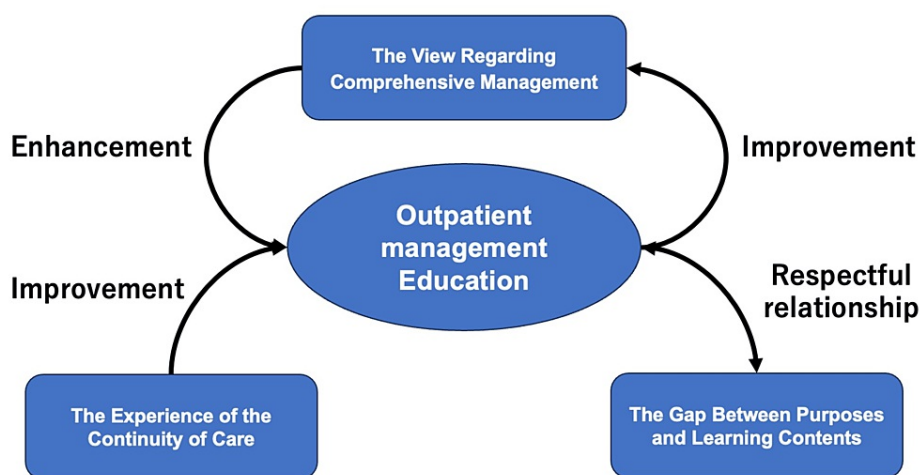 The View Regarding
Comprehensive Management
Enhancement
Improvement
Outpatient
management
Education
Improvement
Respectful
relationship
The Experience of the
Continuity of Care
The Gap Between Purposes
and Learning Contents